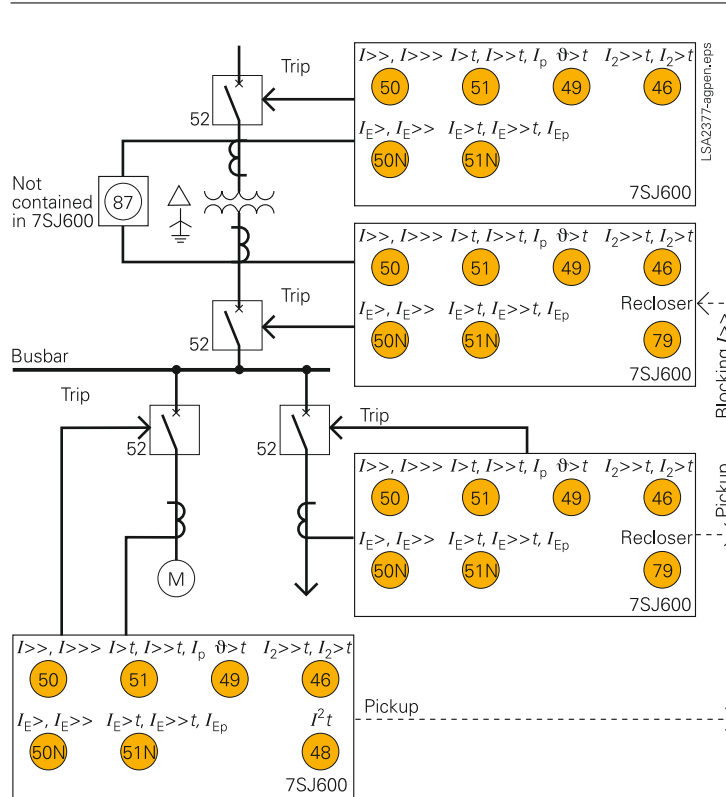 I>>, I>>> I>t, I>>t, Ip ϑ>t I2>>t, I2>t
Trip
50 51 49 46
52
IE>, IE>> IE>t, IE>>t, IEp
50N 51N
7SJ600
LSA2377-agpen.eps
Not
contained
in 7SJ600
87
I>>, I>>> I>t, I>>t, Ip ϑ>t I2>>t, I2>t
50 51 49 46
Trip
IE>, IE>> IE>t, IE>>t, IEp Recloser
52
50N 51N 79
7SJ600
Blocking I>>
Busbar
Trip
52
52
Trip
I>>, I>>> I>t, I>>t, Ip ϑ>t I2>>t, I2>t
50 51 49 46
IE>, IE>> IE>t, IE>>t, IEp Recloser
50N 51N 79
7SJ600
Pickup
M
I>>, I>>> I>t, I>>t, Ip ϑ>t I2>>t, I2>t
50 51 49 46
IE>, IE>> IE>t, IE>>t, IEp I²t
50N 51N 48
7SJ600
Pickup